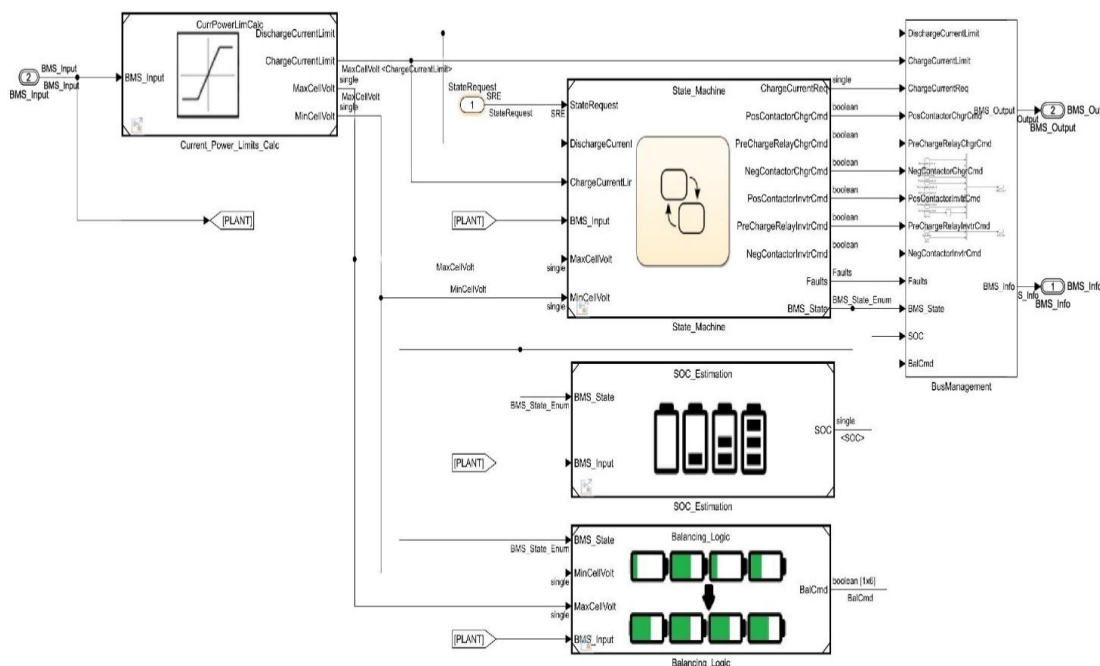 CurrPowerLimCalc
DischargeCurrentLimit
ChargeCurrentLimit
MaxCellVolt
MinCellVolt
BMS_Input
Current_Power_Limits_Calc
2
BMS_Input
BMS_Input
BMS_Input
MaxCellVolt <ChargeCurrentLimit>
single
MaxCellVolt
single
[PLANT]
StateRequest
1
SRE
StateRequest
SRE
State_Machine
StateRequest
DischargeCurrent
ChargeCurrentLir
BMS_Input
MaxCellVolt
single
MinCellVolt
single
[PLANT]
MaxCellVolt
MinCellVolt
ChargeCurrentReq
PosContactorChgrCmd
PreChargeRelayChgrCmd
NegContactorChgrCmd
PosContactorInvtrCmd
PreChargeRelayInvtrCmd
NegContactorInvtrCmd
Faults
BMS_State
State_Machine
single
boolean
boolean
boolean
boolean
boolean
boolean
Faults
BMS_State_Enum
DischargeCurrentLimit
ChargeCurrentLimit
ChargeCurrentReq
PosContactorChgrCmd
PreChargeRelayChgrCmd
NegContactorChgrCmd
PosContactorInvtrCmd
PreChargeRelayInvtrCmd
NegContactorInvtrCmd
Faults
BMS_State
SOC
BalCmd
BusManagement
BMS_Output
2
BMS_Ou
Output
BMS_Output
BMS_Info
1
BMS_Info
S_Info
BMS_Info
SOC_Estimation
BMS_State
BMS_State_Enum
BMS_Input
[PLANT]
SOC
single
<SOC>
SOC_Estimation
Balancing_Logic
BMS_State
BMS_State_Enum
MinCellVolt
single
MaxCellVolt
single
BMS_Input
[PLANT]
BalCmd
boolean [1x6]
BalCmd
Balancing_Logic